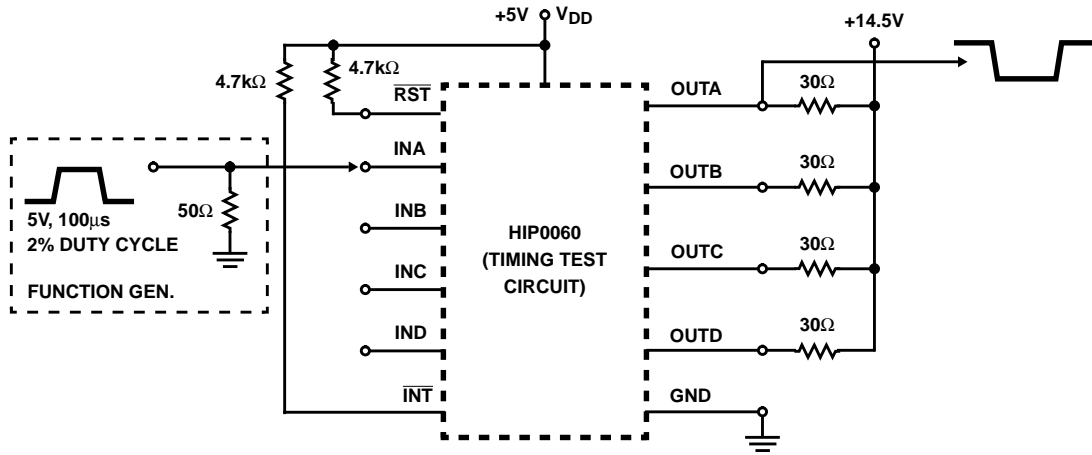 +5V V_DD
+14.5V
4.7kΩ
4.7kΩ
RST
INA
INB
INC
IND
INT
5V, 100µs
2% DUTY CYCLE
50Ω
FUNCTION GEN.
HIP0060
(TIMING TEST
CIRCUIT)
OUTA
30Ω
OUTB
30Ω
OUTC
30Ω
OUTD
30Ω
GND